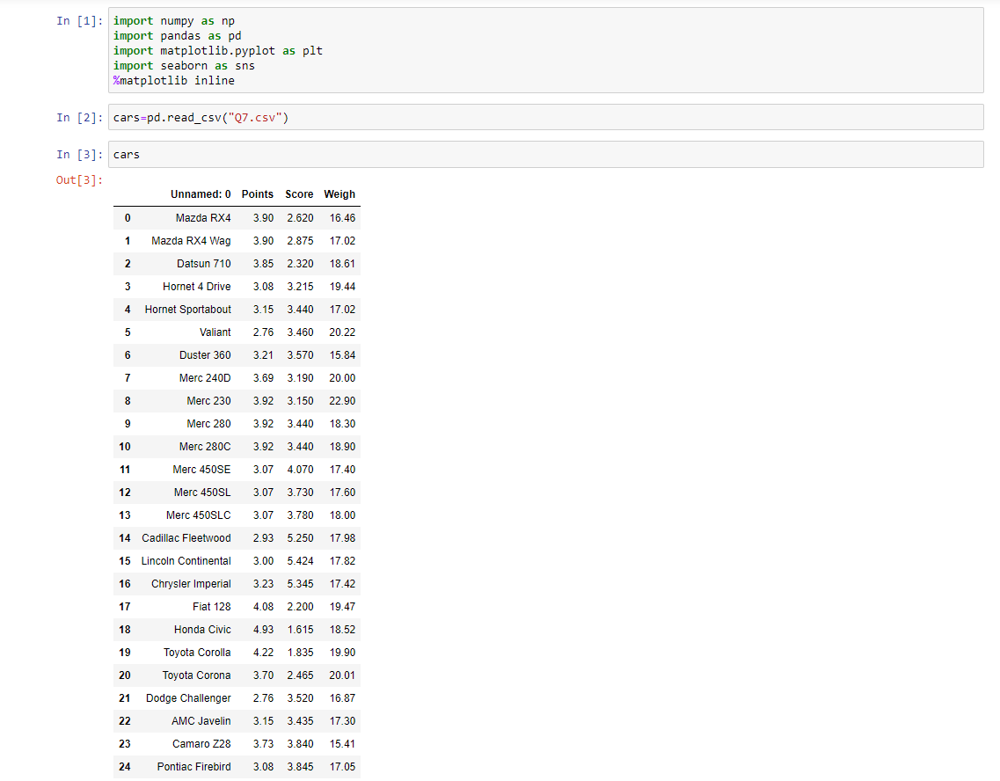 In [1]: import numpy as np
import pandas as pd
import matplotlib.pyplot as plt
import seaborn as sns
%matplotlib inline
In [2]: cars=pd.read_csv("Q7.csv")
In [3]: cars
Out[3]:
Unnamed: 0 Points Score Weigh
0 Mazda RX4 3.90 2.620 16.46
1 Mazda RX4 Wag 3.90 2.875 17.02
2 Datsun 710 3.85 2.320 18.61
3 Hornet 4 Drive 3.08 3.215 19.44
4 Hornet Sportabout 3.15 3.440 17.02
5 Valiant 2.76 3.460 20.22
6 Duster 360 3.21 3.570 15.84
7 Merc 240D 3.69 3.190 20.00
8 Merc 230 3.92 3.150 22.90
9 Merc 280 3.92 3.440 18.30
10 Merc 280C 3.92 3.440 18.90
11 Merc 450SE 3.07 4.070 17.40
12 Merc 450SL 3.07 3.730 17.60
13 Merc 450SLC 3.07 3.780 18.00
14 Cadillac Fleetwood 2.93 5.250 17.98
15 Lincoln Continental 3.00 5.424 17.82
16 Chrysler Imperial 3.23 5.345 17.42
17 Fiat 128 4.08 2.200 19.47
18 Honda Civic 4.93 1.615 18.52
19 Toyota Corolla 4.22 1.835 19.90
20 Toyota Corona 3.70 2.465 20.01
21 Dodge Challenger 2.76 3.520 16.87
22 AMC Javelin 3.15 3.435 17.30
23 Camaro Z28 3.73 3.840 15.41
24 Pontiac Firebird 3.08 3.845 17.05